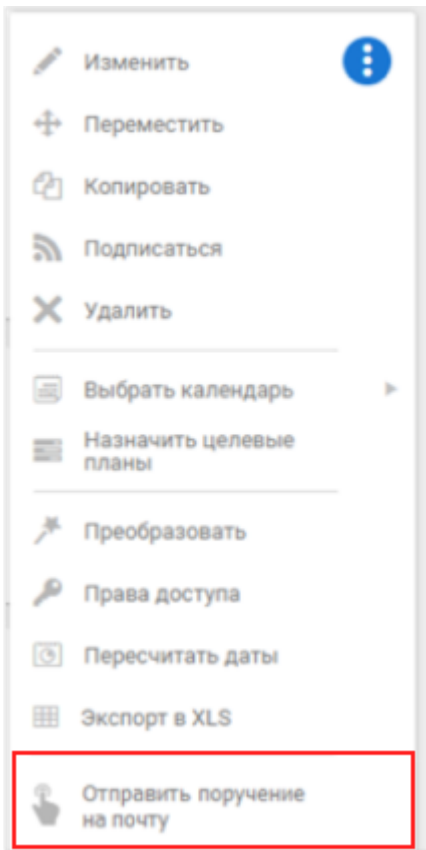 Изменить
Переместить
Копировать
Подписаться
Удалить
Выбрать календарь
Назначить целевые
планы
Преобразовать
Права доступа
Пересчитать даты
Экспорт в XLS
Отправить поручение
на почту